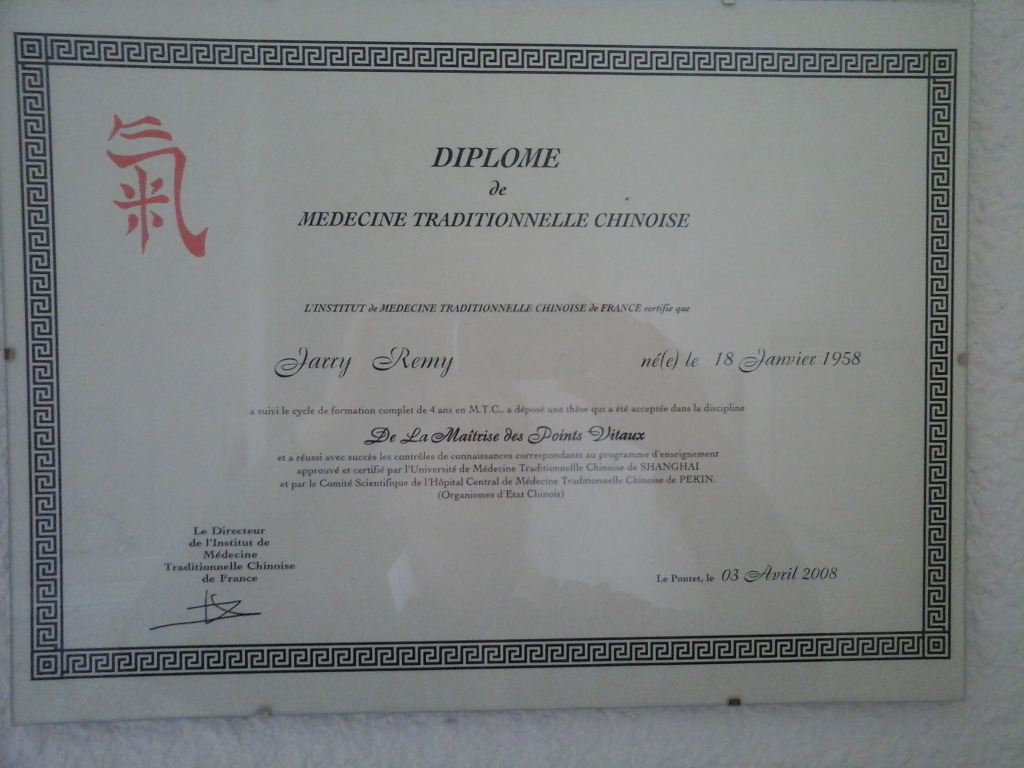 氣
DIPLOME
de
MEDECINE TRADITIONNELLE CHINOISE
L'INSTITUT de MEDECINE TRADITIONNELLE CHINOISE de FRANCE certifie que
Jarry Remy né(e) le 18 Janvier 1958
a suivi le cycle de formation complet de 4 ans en M.T.C., a déposé une thèse qui a été acceptée dans la discipline
De La Maîtrise des Points Vitaux
et a réussi avec succès les contrôles de connaissances correspondants au programme d'enseignement
approuvé et certifié par l'Université de Médecine Traditionnellle Chinoise de SHANGHAI
et par le Comité Scientifique de l'Hôpital Central de Médecine Traditionnelle Chinoise de PEKIN.
(Organismes d'Etat Chinois)
Le Directeur
de l'Institut de
Médecine
Traditionnelle Chinoise
de France
Le Pontet, le 03 Avril 2008